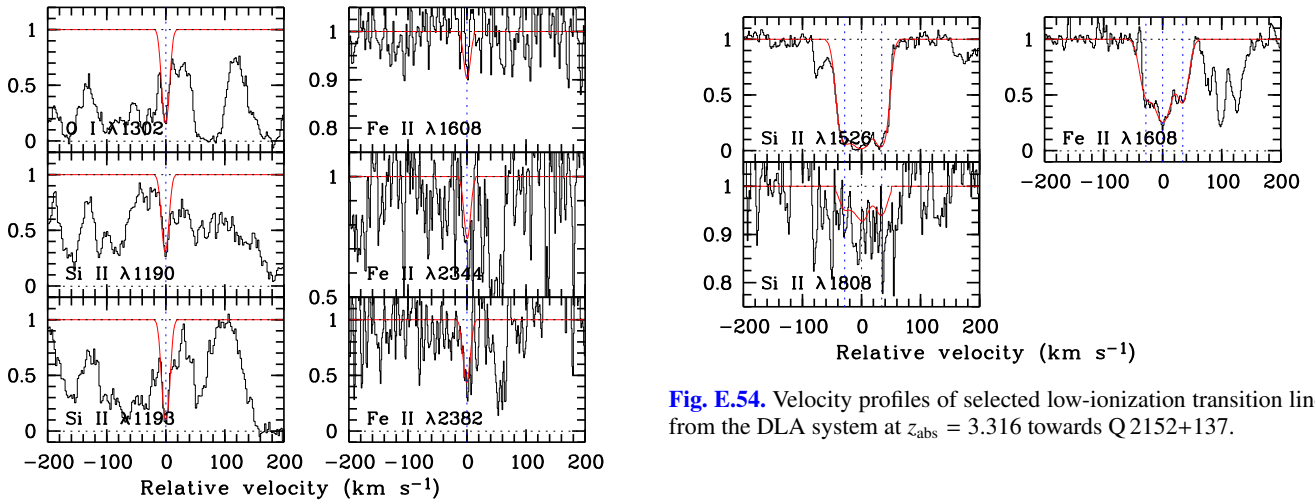 1
0.5
0
O I λ1302
1
0.5
0
Si II λ1190
1
0.5
0
Si II λ1193
−200 −100 0 100 200
1
0.9
0.8
Fe II λ1608
1
Fe II λ2344
0.5
1
0.5
0
Fe II λ2382
−200 −100 0 100 200
Relative velocity (km s−1)
1
0.5
0
Si II λ1526
1
0.9
0.8
Si II λ1808
−200 −100 0 100 200
1
0.5
0
Fe II λ1608
−200 −100 0 100 200
Relative velocity (km s−1)
Fig. E.54. Velocity profiles of selected low-ionization transition lin
from the DLA system at zabs = 3.316 towards Q 2152+137.